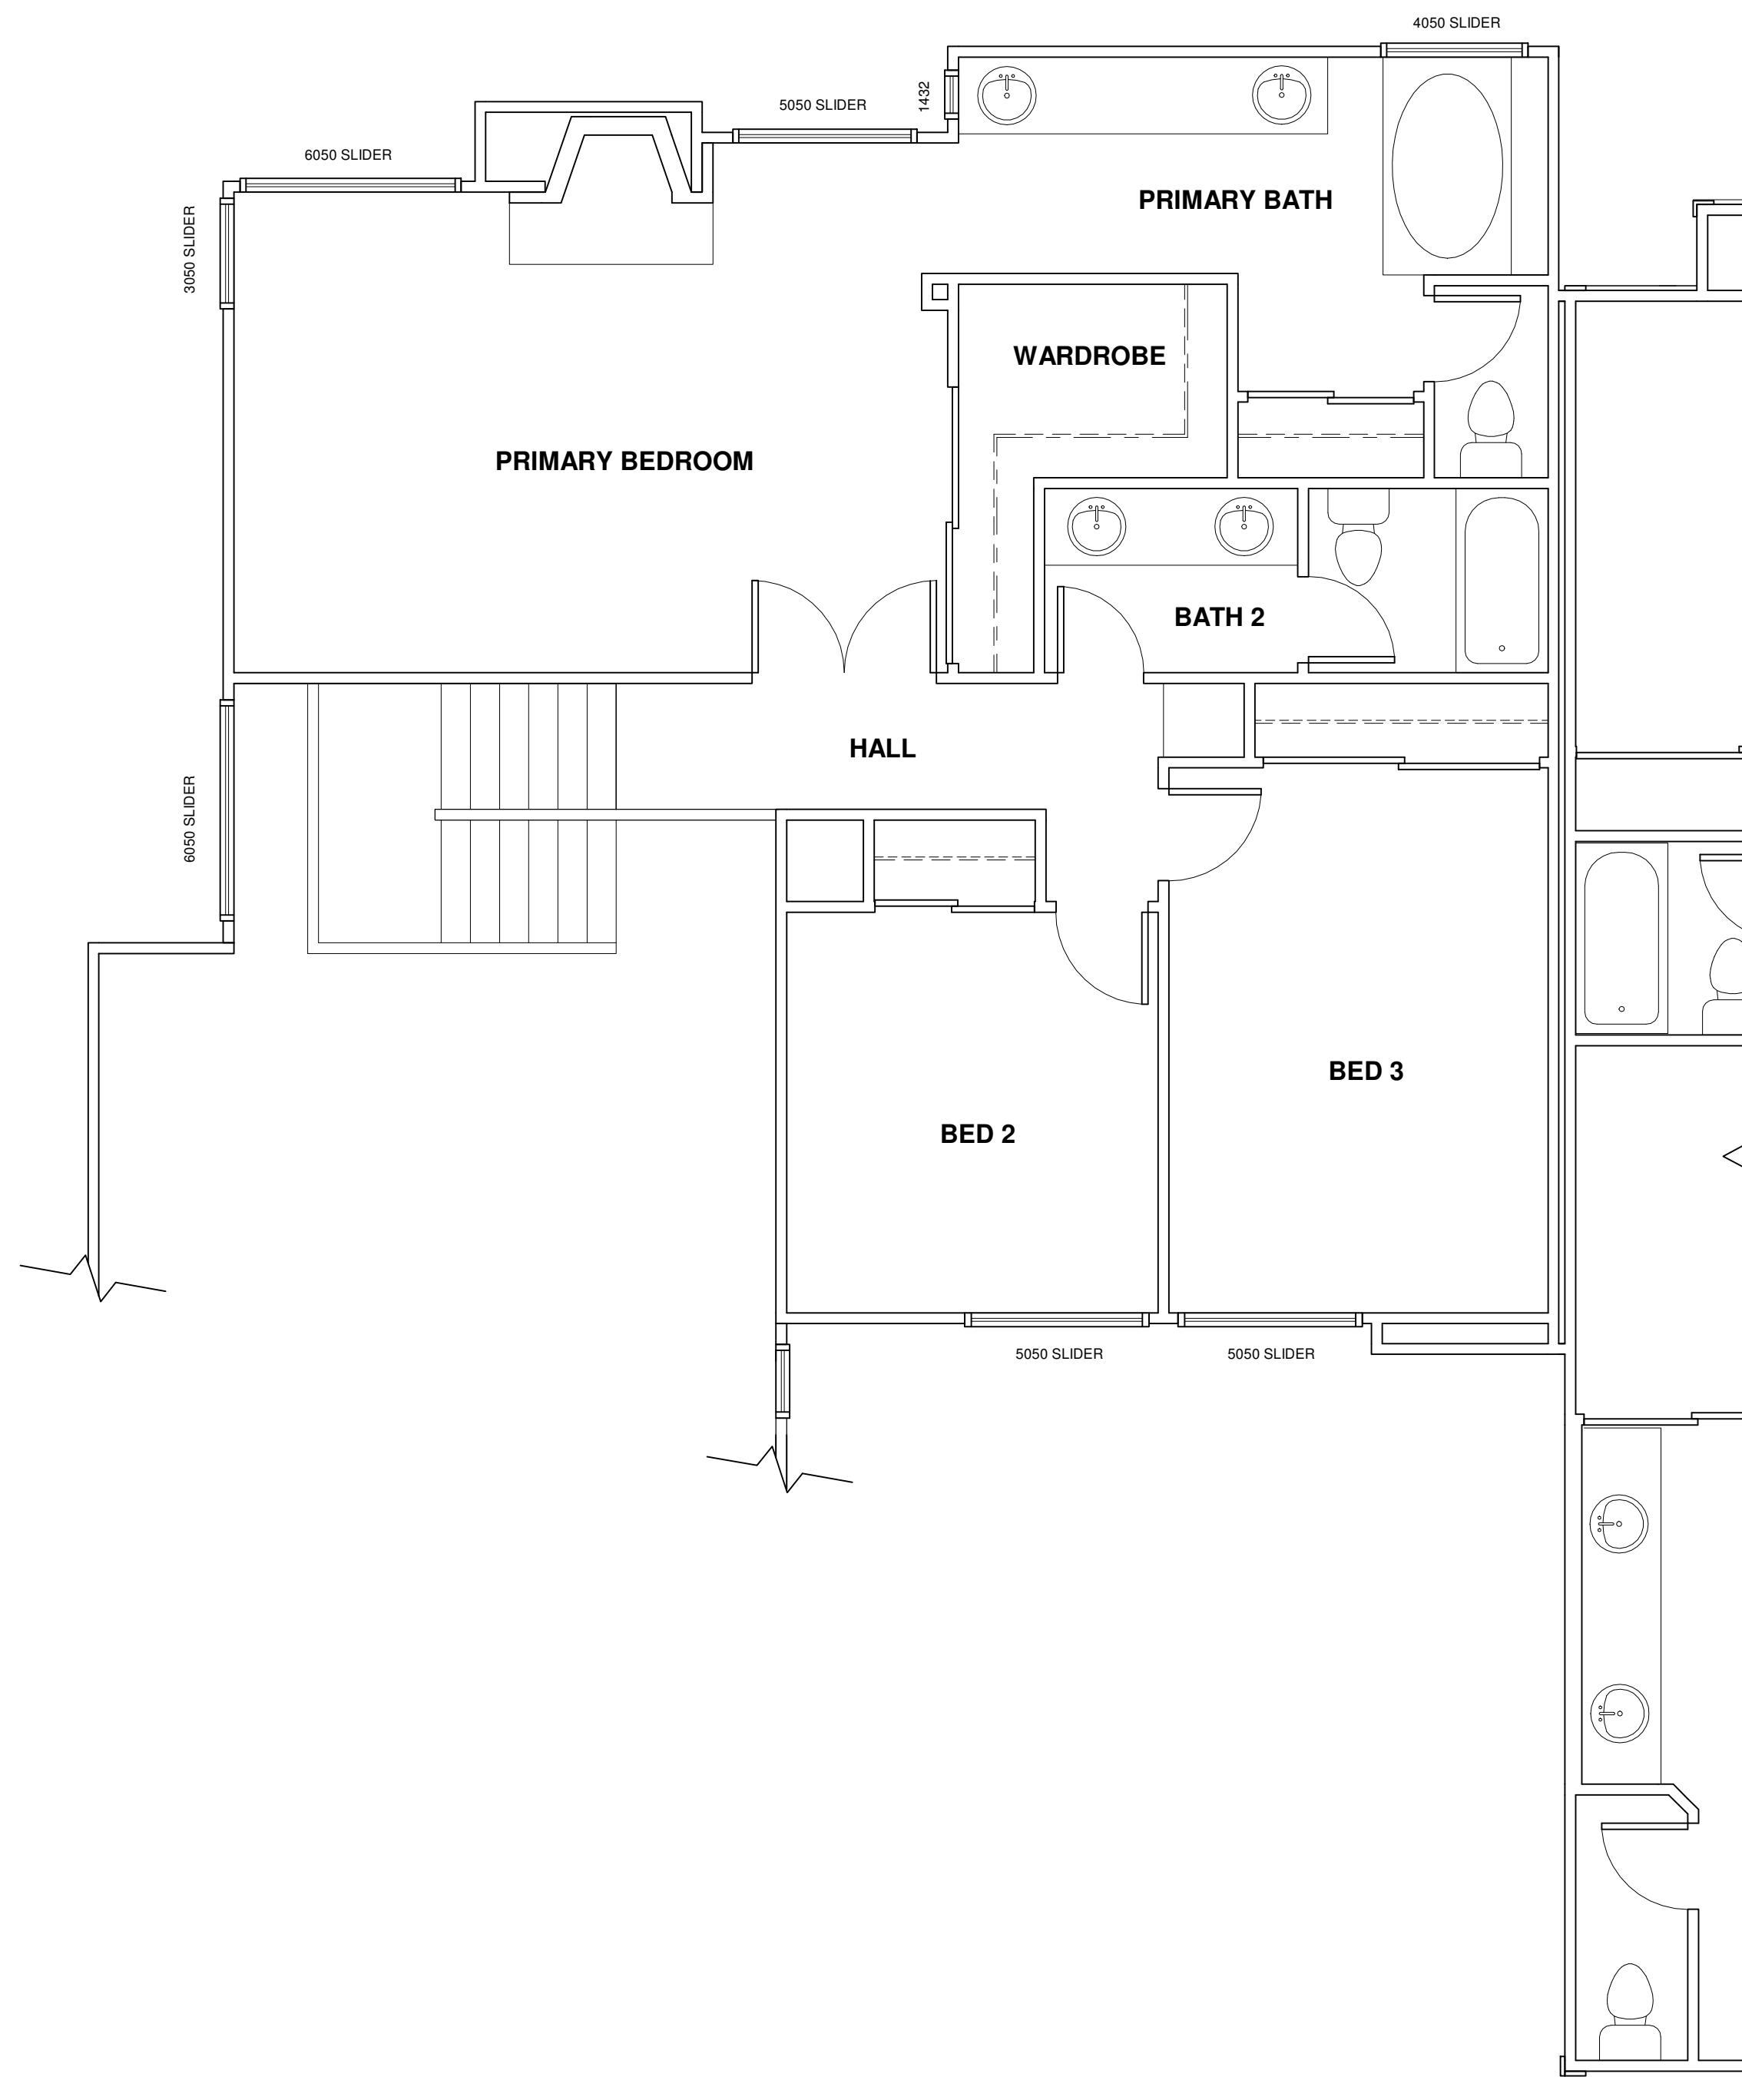 4050 SLIDER
5050 SLIDER
1432
6050 SLIDER
3050 SLIDER
PRIMARY BATH
WARDROBE
PRIMARY BEDROOM
BATH 2
HALL
6050 SLIDER
BED 3
BED 2
5050 SLIDER
5050 SLIDER